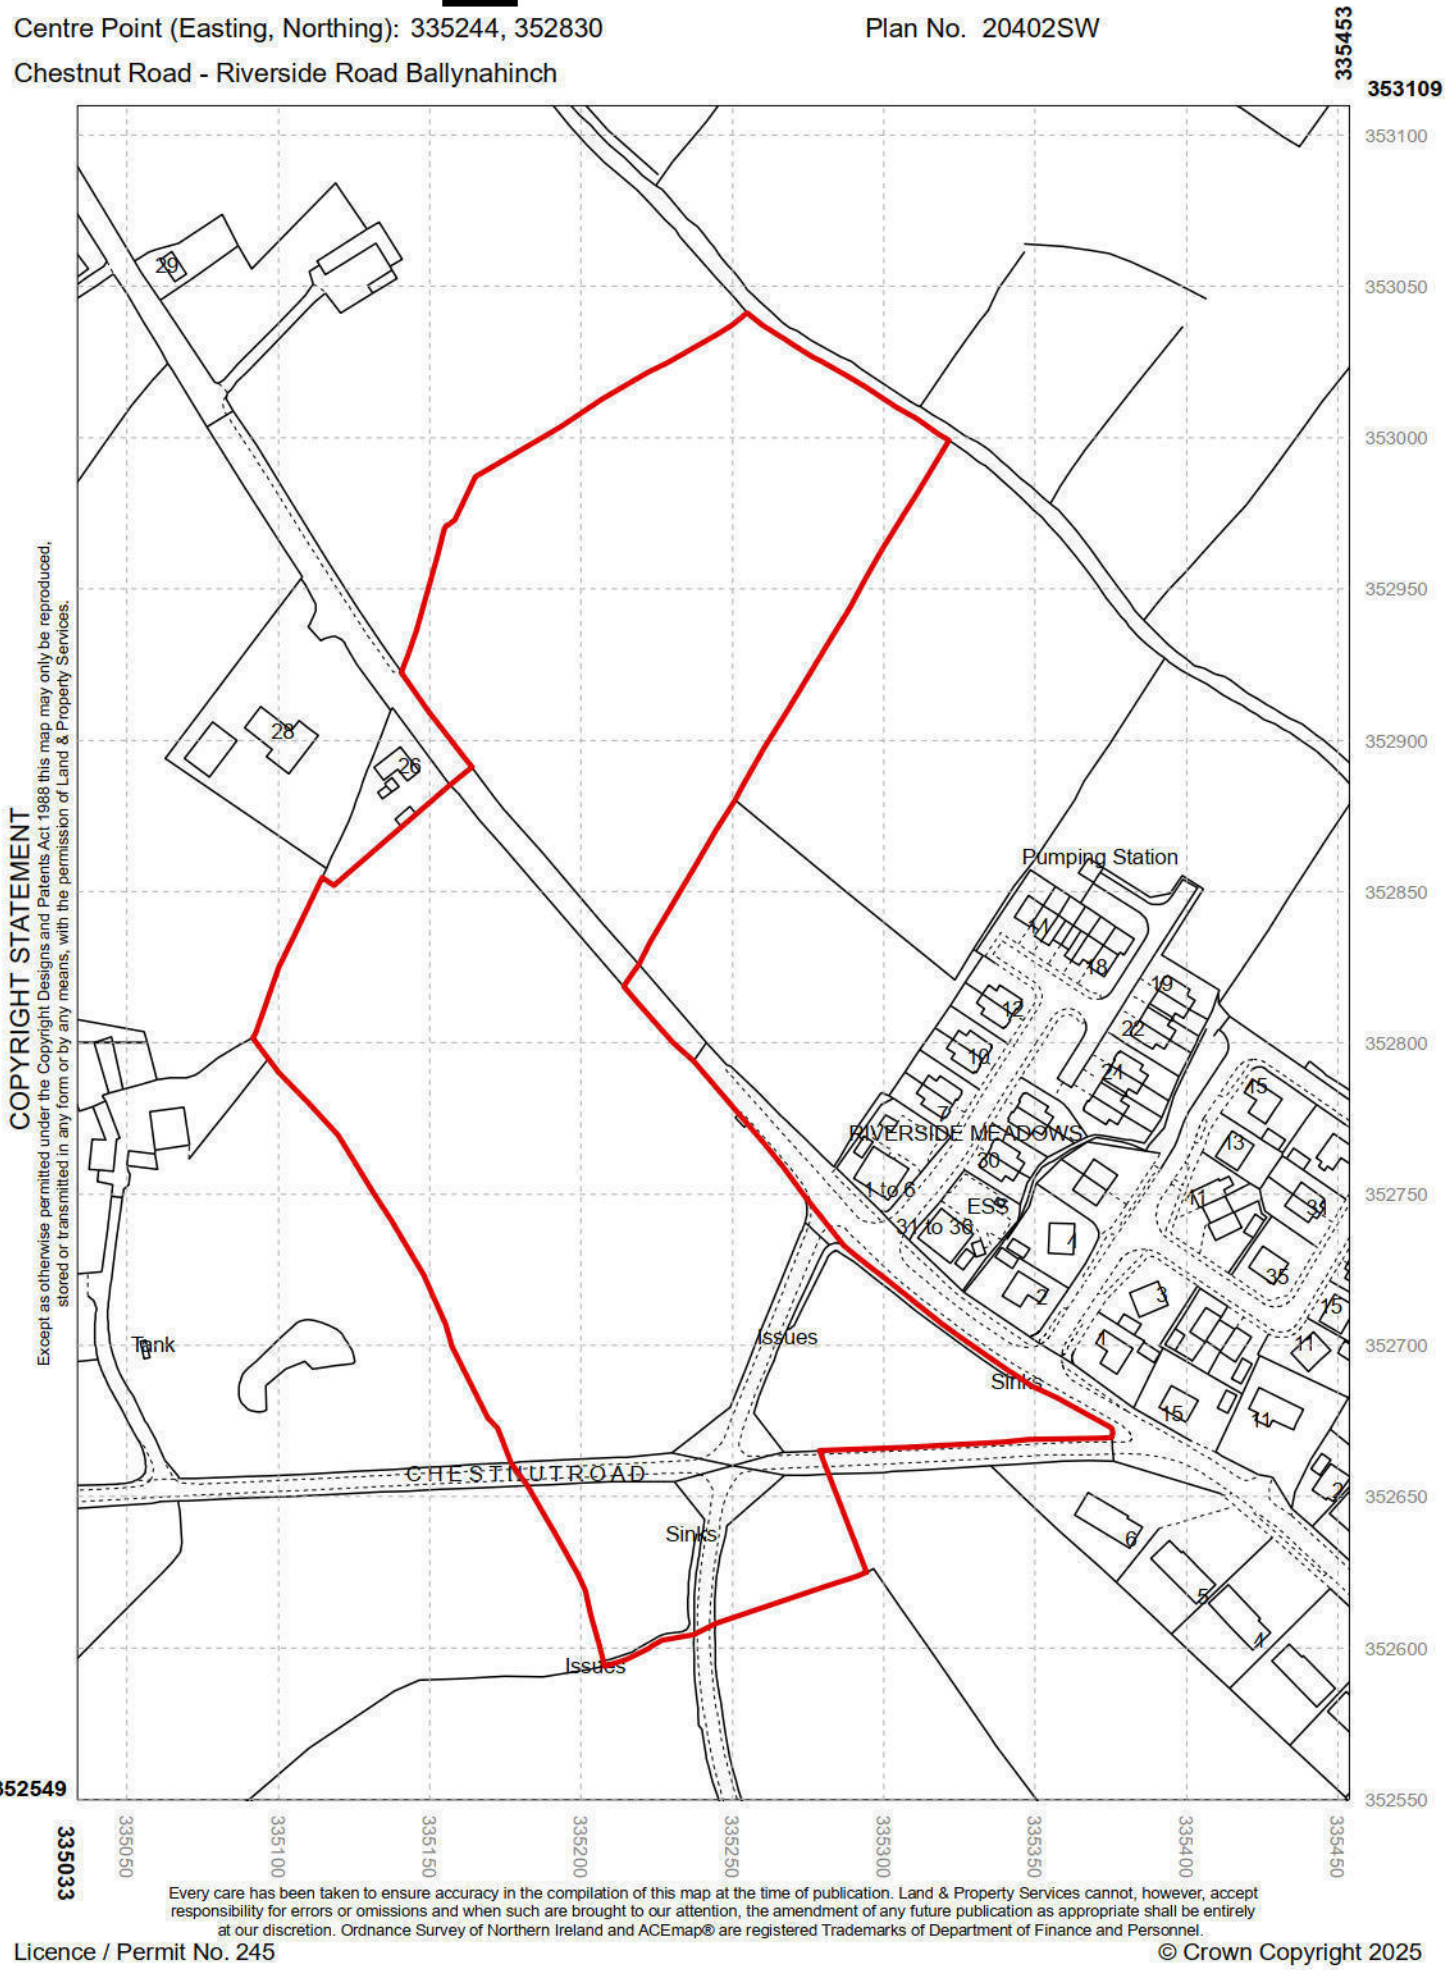 Centre Point (Easting, Northing): 335244, 352830
Plan No. 20402SW
Chestnut Road - Riverside Road Ballynahinch
335453
353109
353100
353050
353000
352950
352900
352850
352800
352750
352700
352650
352600
352550
COPYRIGHT STATEMENT
Except as otherwise permitted under the Copyright Designs and Patents Act 1988 this map may only be reproduced,
stored or transmitted in any form or by any means, with the permission of Land & Property Services.
29
28
26
Pumping Station
18
19
12
22
10
24
7
15
RIVERSIDE MEADOWS
13
30
1 to 6
11
ESS
31 to 36
4
2
35
3
15
Tank
Issues
1
11
Sinks
15
11
CHESTNUT ROAD
2
Sinks
6
5
4
Issues
352549
335033
335050
335100
335150
335200
335250
335300
335350
335400
335450
Every care has been taken to ensure accuracy in the compilation of this map at the time of publication. Land & Property Services cannot, however, accept
responsibility for errors or omissions and when such are brought to our attention, the amendment of any future publication as appropriate shall be entirely
at our discretion. Ordnance Survey of Northern Ireland and ACEmap® are registered Trademarks of Department of Finance and Personnel.
Licence / Permit No. 245
© Crown Copyright 2025